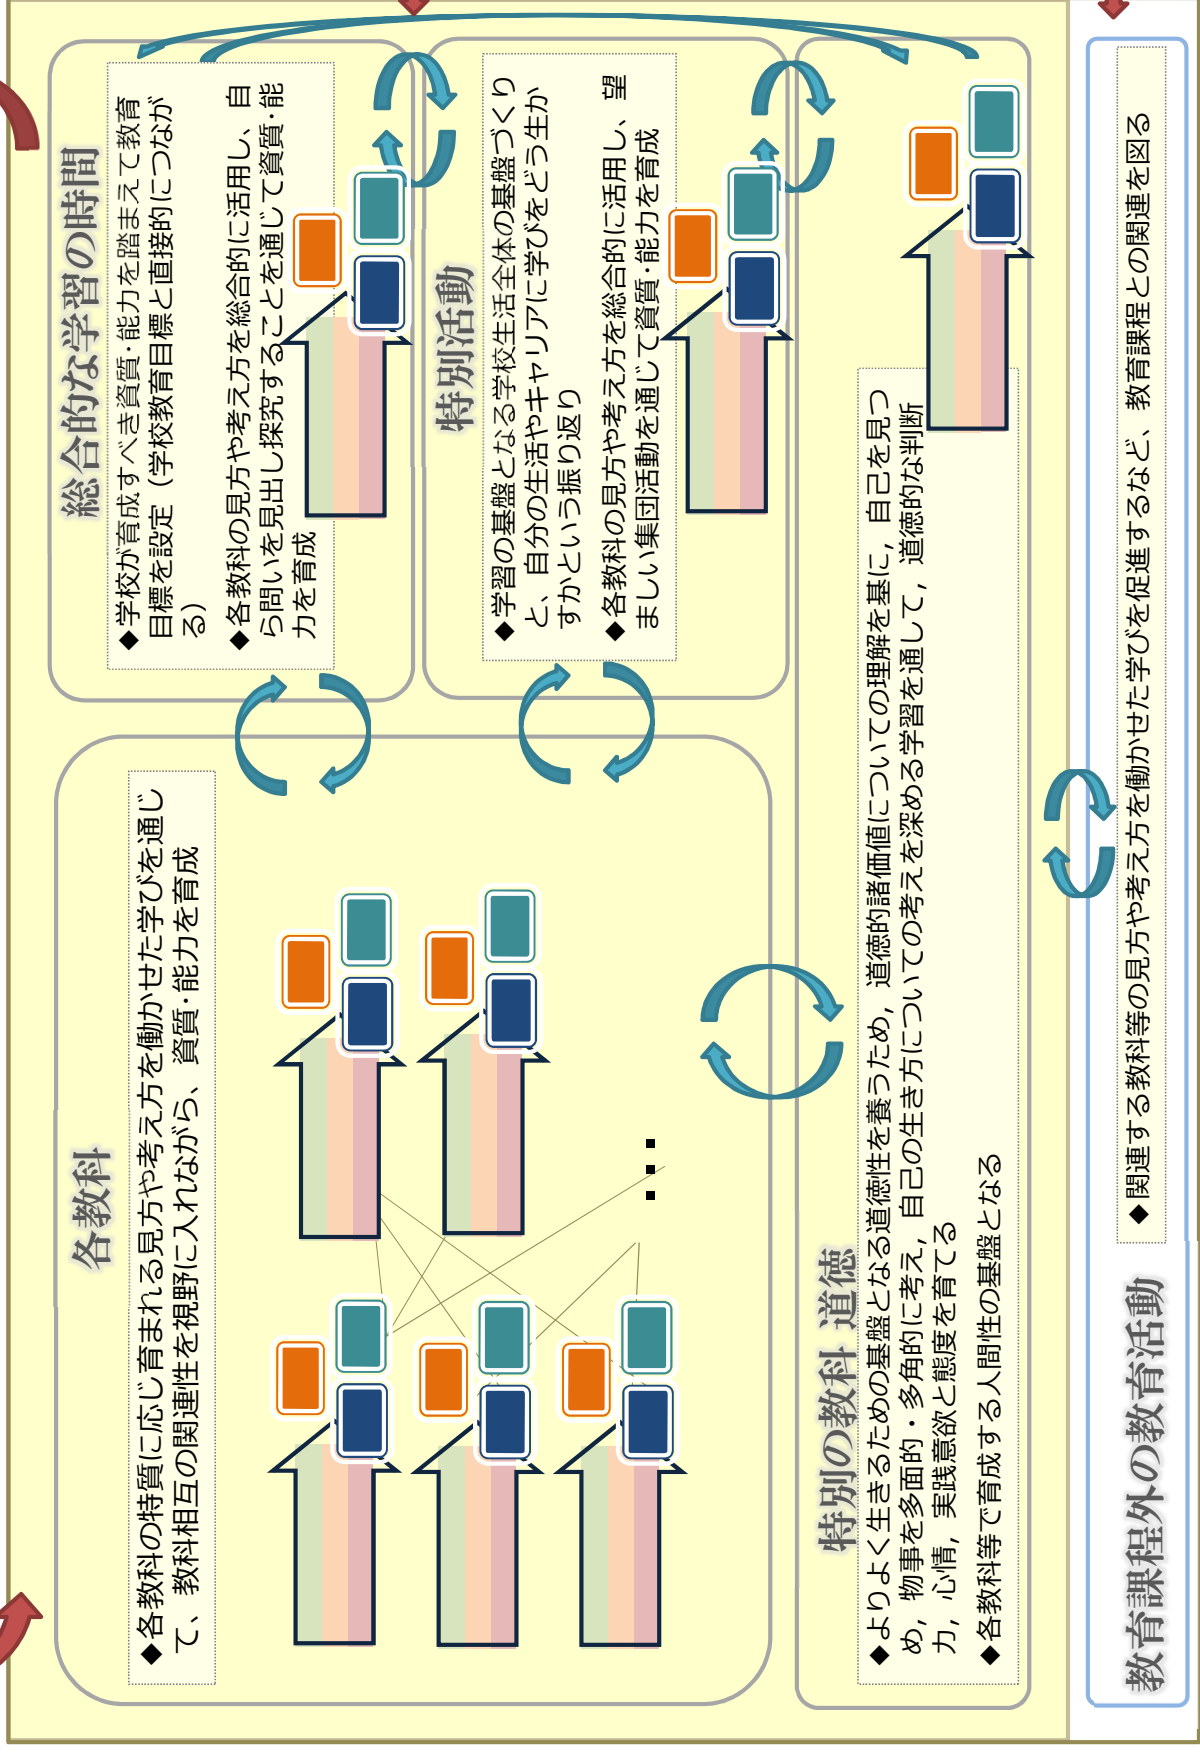 各教科
◆各教科の特質に応じ育まれる見方や考え方を働かせた学びを通じ
て、教科相互の関連性を視野に入れながら、資質・能力を育成
総合的な学習の時間
◆学校が育成すべき資質・能力を踏まえて教育
目標を設定（学校教育目標と直接的につなが
る）
◆各教科の見方や考え方を総合的に活用し、自
ら問いを見出し探究することを通じて資質・能
力を育成
特別活動
◆学習の基盤となる学校生活全体の基盤づくり
と、自分の生活やキャリアに学びをどう生か
すかという振り返り
◆各教科の見方や考え方を総合的に活用し、望
ましい集団活動を通じて資質・能力を育成
・・・
特別の教科 道徳
◆よりよく生きるための基盤となる道徳性を養うため，道徳的諸価値についての理解を基に，自己を見つ
め，物事を多面的・多角的に考え，自己の生き方についての考えを深める学習を通して，道徳的な判断
力，心情，実践意欲と態度を育てる
◆各教科等で育成する人間性の基盤となる
教育課程外の教育活動
◆関連する教科等の見方や考え方を働かせた学びを促進するなど、教育課程との関連を図る